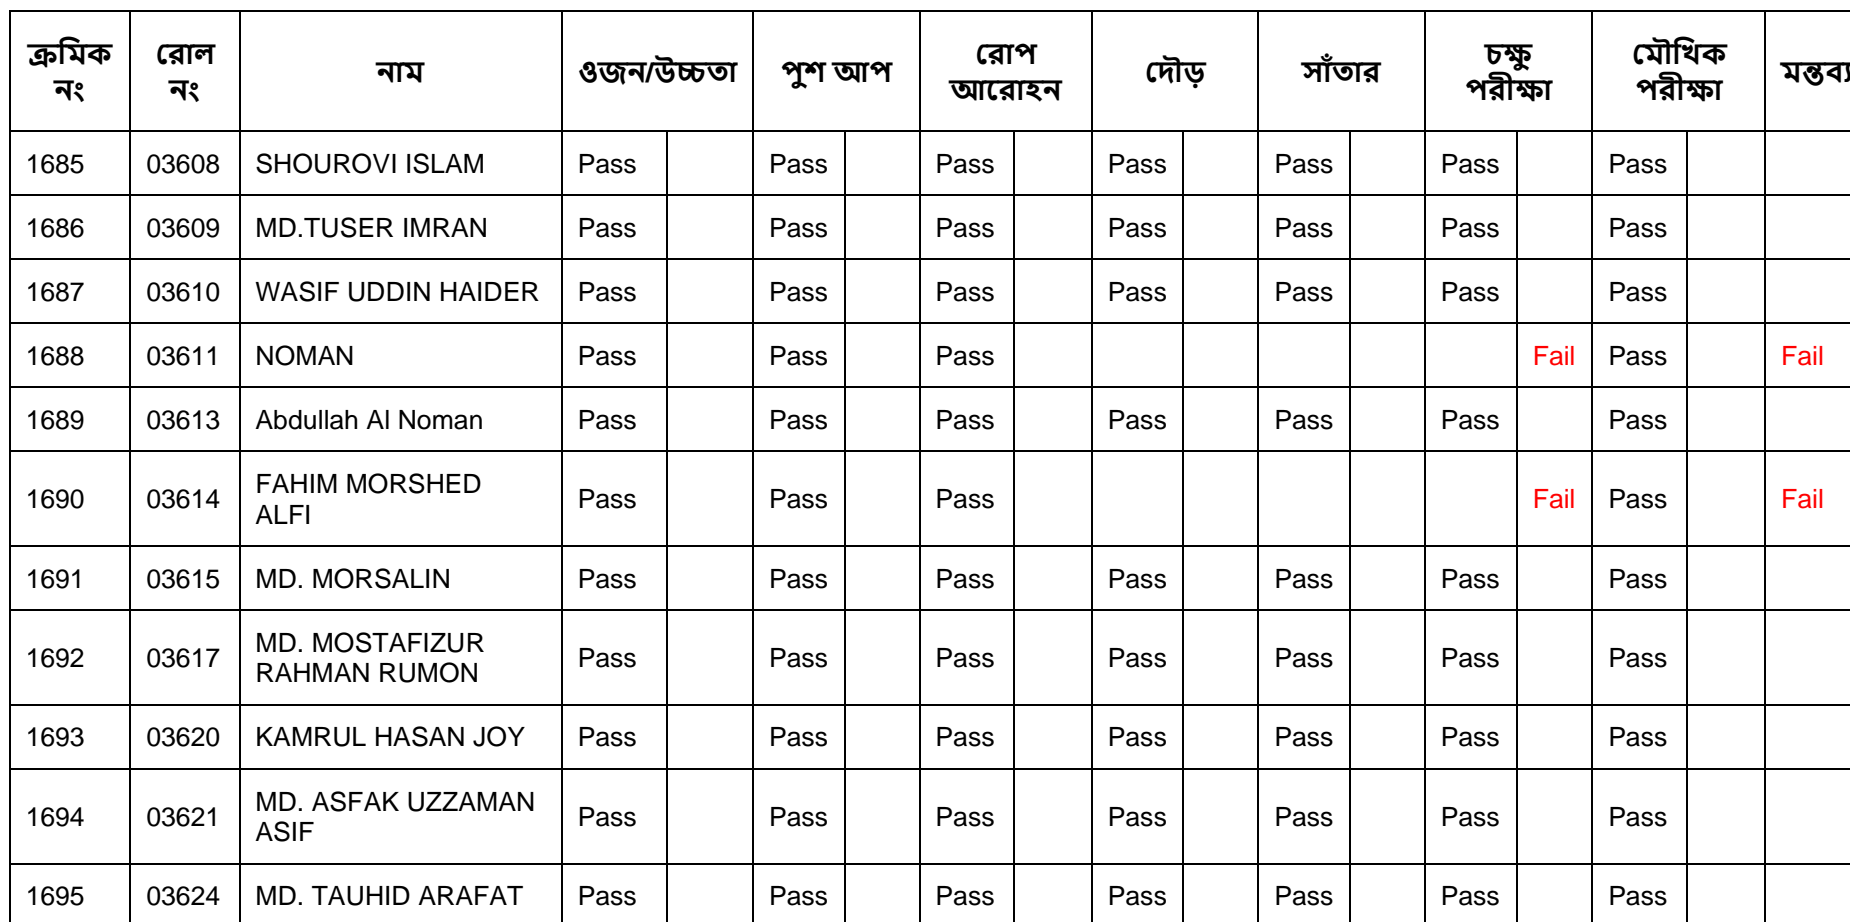 ক্রমিক নং রোল নং নাম ওজন/উচ্চতা পুশ আপ রোপ আরোহন দৌড় সাঁতার চক্ষু পরীক্ষা মৌখিক পরীক্ষা মন্তব্য
1685 03608 SHOUROVI ISLAM Pass Pass Pass Pass Pass Pass Pass
1686 03609 MD.TUSER IMRAN Pass Pass Pass Pass Pass Pass Pass
1687 03610 WASIF UDDIN HAIDER Pass Pass Pass Pass Pass Pass Pass
1688 03611 NOMAN Pass Pass Pass Fail Pass Fail
1689 03613 Abdullah Al Noman Pass Pass Pass Pass Pass Pass Pass
1690 03614 FAHIM MORSHED ALFI Pass Pass Pass Fail Pass Fail
1691 03615 MD. MORSALIN Pass Pass Pass Pass Pass Pass Pass
1692 03617 MD. MOSTAFIZUR RAHMAN RUMON Pass Pass Pass Pass Pass Pass Pass
1693 03620 KAMRUL HASAN JOY Pass Pass Pass Pass Pass Pass Pass
1694 03621 MD. ASFAK UZZAMAN ASIF Pass Pass Pass Pass Pass Pass Pass
1695 03624 MD. TAUHID ARAFAT Pass Pass Pass Pass Pass Pass Pass